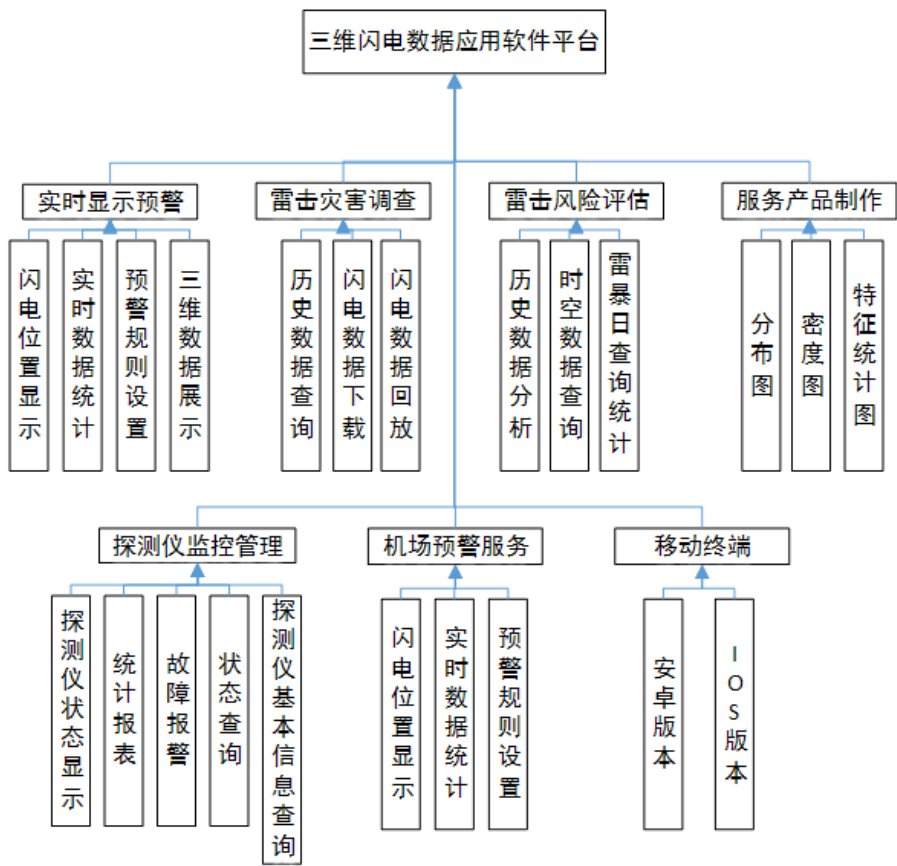 三维闪电数据应用软件平台
实时显示预警
雷击灾害调查
雷击风险评估
服务产品制作
闪电位置显示
实时数据统计
预警规则设置
三维数据展示
历史数据查询
闪电数据下载
闪电数据回放
历史数据分析
时空数据查询
雷暴日查询统计
分布图
密度图
特征统计图
探测仪监控管理
机场预警服务
移动终端
探测仪状态显示
统计报表
故障报警
状态查询
探测仪基本信息查询
闪电位置显示
实时数据统计
预警规则设置
安卓版本
IOS版本